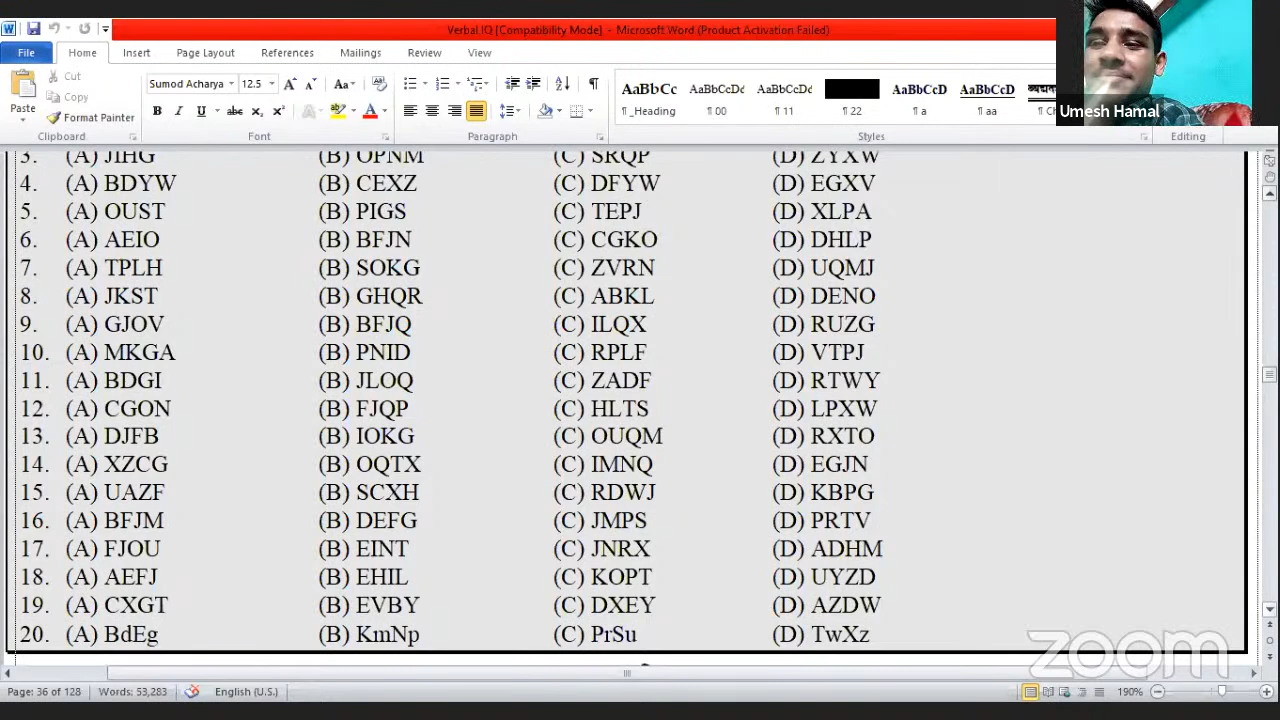 Verbal IQ [Compatibility Mode] - Microsoft Word (Product Activation Failed)
File Home Insert Page Layout References Mailings Review View
Paste Cut Copy Format Painter
Sumod Acharya 12.5
AaBbCc AaBbCcDc AaBbCcDc AaBbCcD AaBbCcD
¶ _Heading ¶ 00 ¶ 11 ¶ 22 ¶ a ¶ aa
Umesh Hamal
Clipboard Font Paragraph Styles Editing
3. (A) JIHG (B) OPNM (C) SRQP (D) ZYXW
4. (A) BDYW (B) CEXZ (C) DFYW (D) EGXV
5. (A) OUST (B) PIGS (C) TEPJ (D) XLPA
6. (A) AEIO (B) BFJN (C) CGKO (D) DHLP
7. (A) TPLH (B) SOKG (C) ZVRN (D) UQMJ
8. (A) JKST (B) GHQR (C) ABKL (D) DENO
9. (A) GJOV (B) BFJQ (C) ILQX (D) RUZG
10. (A) MKGA (B) PNID (C) RPLF (D) VTPJ
11. (A) BDGI (B) JLOQ (C) ZADF (D) RTWY
12. (A) CGON (B) FJQP (C) HLTS (D) LPXW
13. (A) DJFB (B) IOKG (C) OUQM (D) RXTO
14. (A) XZCG (B) OQTX (C) IMNQ (D) EGJN
15. (A) UAZF (B) SCXH (C) RDWJ (D) KBPG
16. (A) BFJM (B) DEFG (C) JMPS (D) PRTV
17. (A) FJOU (B) EINT (C) JNRX (D) ADHM
18. (A) AEFJ (B) EHIL (C) KOPT (D) UYZD
19. (A) CXGT (B) EVBY (C) DXEY (D) AZDW
20. (A) BdEg (B) KmNp (C) PrSu (D) TwXz
zoom
Page: 36 of 128 Words: 53,283 English (U.S.) 190%